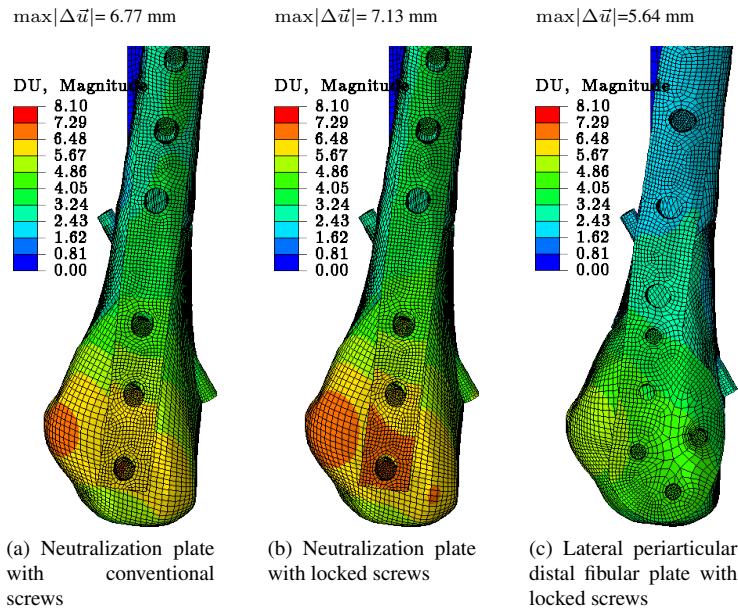 max|Δu⃗|= 6.77 mm
max|Δu⃗| = 7.13 mm
max|Δu⃗|=5.64 mm
DU, Magnitude
8.10
7.29
6.48
5.67
4.86
4.05
3.24
2.43
1.62
0.81
0.00
DU, Magnitude
8.10
7.29
6.48
5.67
4.86
4.05
3.24
2.43
1.62
0.81
0.00
DU, Magnitude
8.10
7.29
6.48
5.67
4.86
4.05
3.24
2.43
1.62
0.81
0.00
(a) Neutralization plate
with conventional
screws
(b) Neutralization plate
with locked screws
(c) Lateral periarticular
distal fibular plate with
locked screws